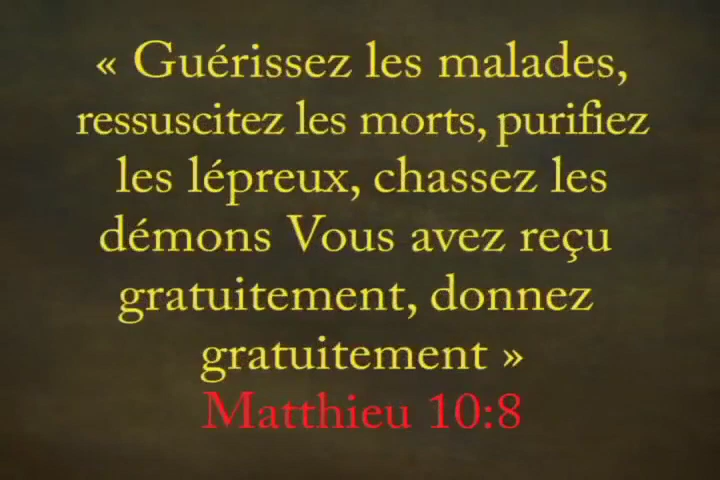 « Guérissez les malades,
ressuscitez les morts, purifiez
les lépreux, chassez les
démons Vous avez reçu
gratuitement, donnez
gratuitement »
Matthieu 10:8